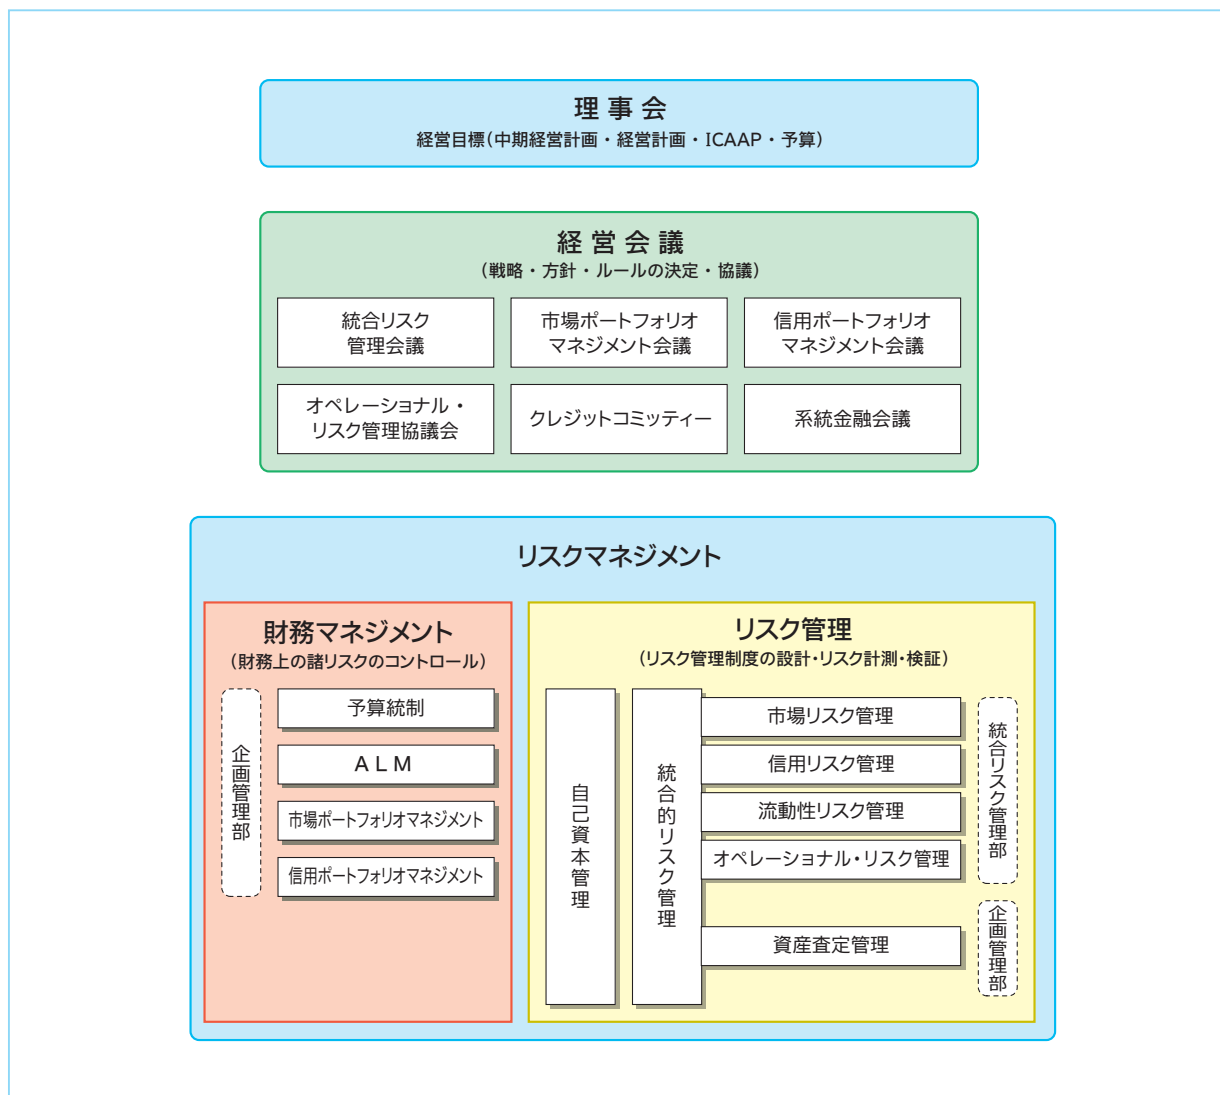 理事会
経営目標(中期経営計画・経営計画・ICAAP・予算)
経営会議
(戦略・方針・ルールの決定・協議)
統合リスク
管理会議
市場ポートフォリオ
マネジメント会議
信用ポートフォリオ
マネジメント会議
オペレーショナル・
リスク管理協議会
クレジットコミッティー
系統金融会議
リスクマネジメント
財務マネジメント
(財務上の諸リスクのコントロール)
企画管理部
予算統制
ALM
市場ポートフォリオマネジメント
信用ポートフォリオマネジメント
リスク管理
(リスク管理制度の設計・リスク計測・検証)
自己資本管理
統合的リスク管理
市場リスク管理
信用リスク管理
流動性リスク管理
オペレーショナル・リスク管理
資産査定管理
統合リスク管理部
企画管理部